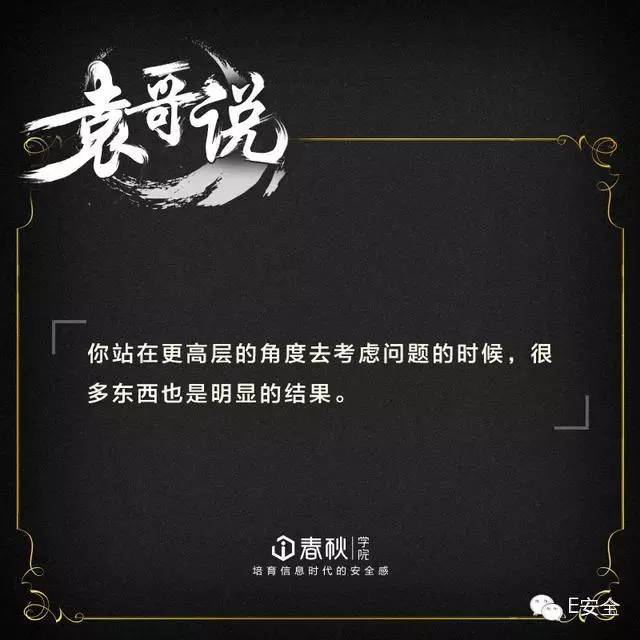 袁哥说
你站在更高层的角度去考虑问题的时候，很
多东西也是明显的结果。
春秋学院
培育信息时代的安全感
E安全